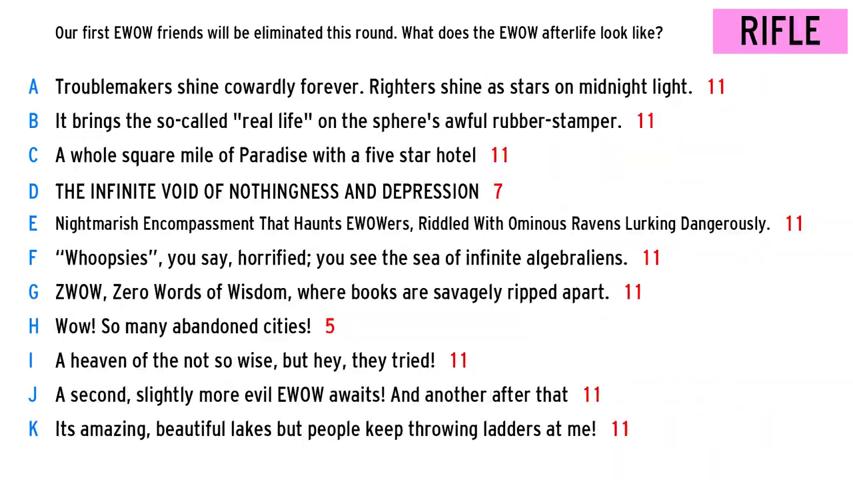 Our first EWOW friends will be eliminated this round. What does the EWOW afterlife look like?
RIFLE
A Troublemakers shine cowardly forever. Righters shine as stars on midnight light. 11
B It brings the so-called "real life" on the sphere's awful rubber-stamper. 11
C A whole square mile of Paradise with a five star hotel 11
D THE INFINITE VOID OF NOTHINGNESS AND DEPRESSION 7
E Nightmarish Encompassment That Haunts EWOWers, Riddled With Ominous Ravens Lurking Dangerously. 11
F “Whoopsies”, you say, horrified; you see the sea of infinite algebraliens. 11
G ZWOW, Zero Words of Wisdom, where books are savagely ripped apart. 11
H Wow! So many abandoned cities! 5
I A heaven of the not so wise, but hey, they tried! 11
J A second, slightly more evil EWOW awaits! And another after that 11
K Its amazing, beautiful lakes but people keep throwing ladders at me! 11